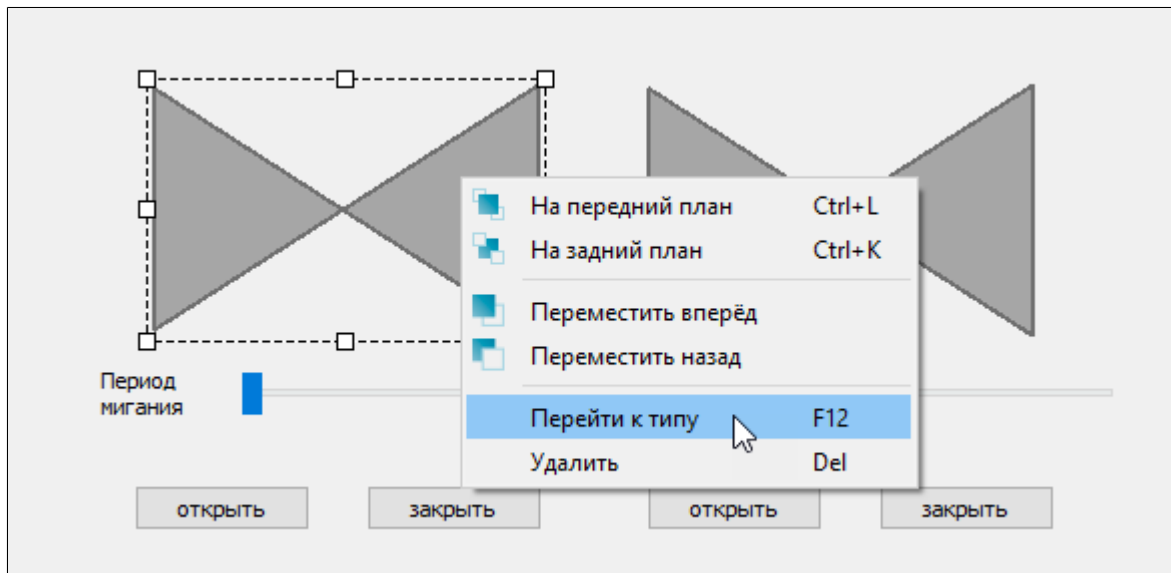 На передний план Ctrl+L
На задний план Ctrl+K
Переместить вперёд
Переместить назад
Период
мигания
Перейти к типу F12
Удалить Del
открыть закрыть открыть закрыть